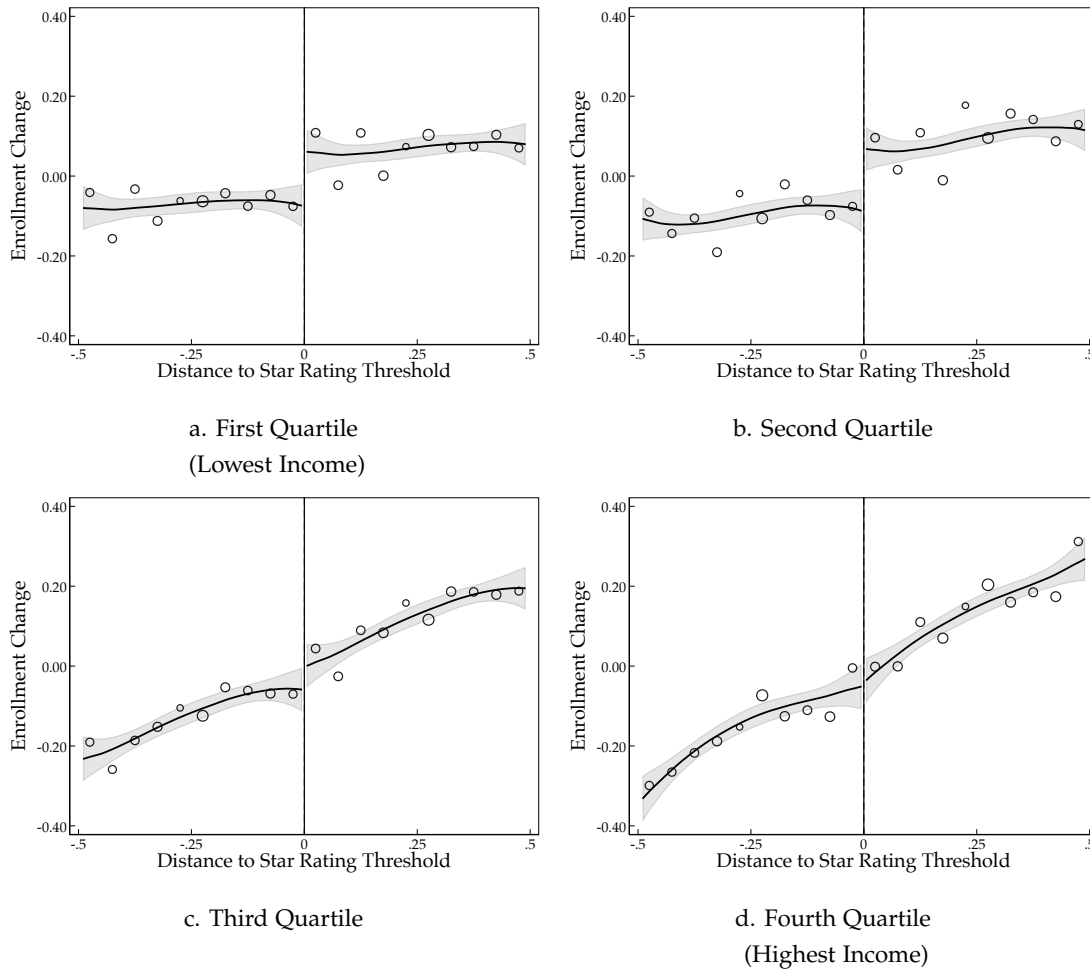 0.40
0.20
0.00
-0.20
-0.40
Enrollment Change
-.5
-.25
0
.25
.5
Distance to Star Rating Threshold
a. First Quartile
(Lowest Income)
0.40
0.20
0.00
-0.20
-0.40
Enrollment Change
-.5
-.25
0
.25
.5
Distance to Star Rating Threshold
b. Second Quartile
0.40
0.20
0.00
-0.20
-0.40
Enrollment Change
-.5
-.25
0
.25
.5
Distance to Star Rating Threshold
c. Third Quartile
0.40
0.20
0.00
-0.20
-0.40
Enrollment Change
-.5
-.25
0
.25
.5
Distance to Star Rating Threshold
d. Fourth Quartile
(Highest Income)